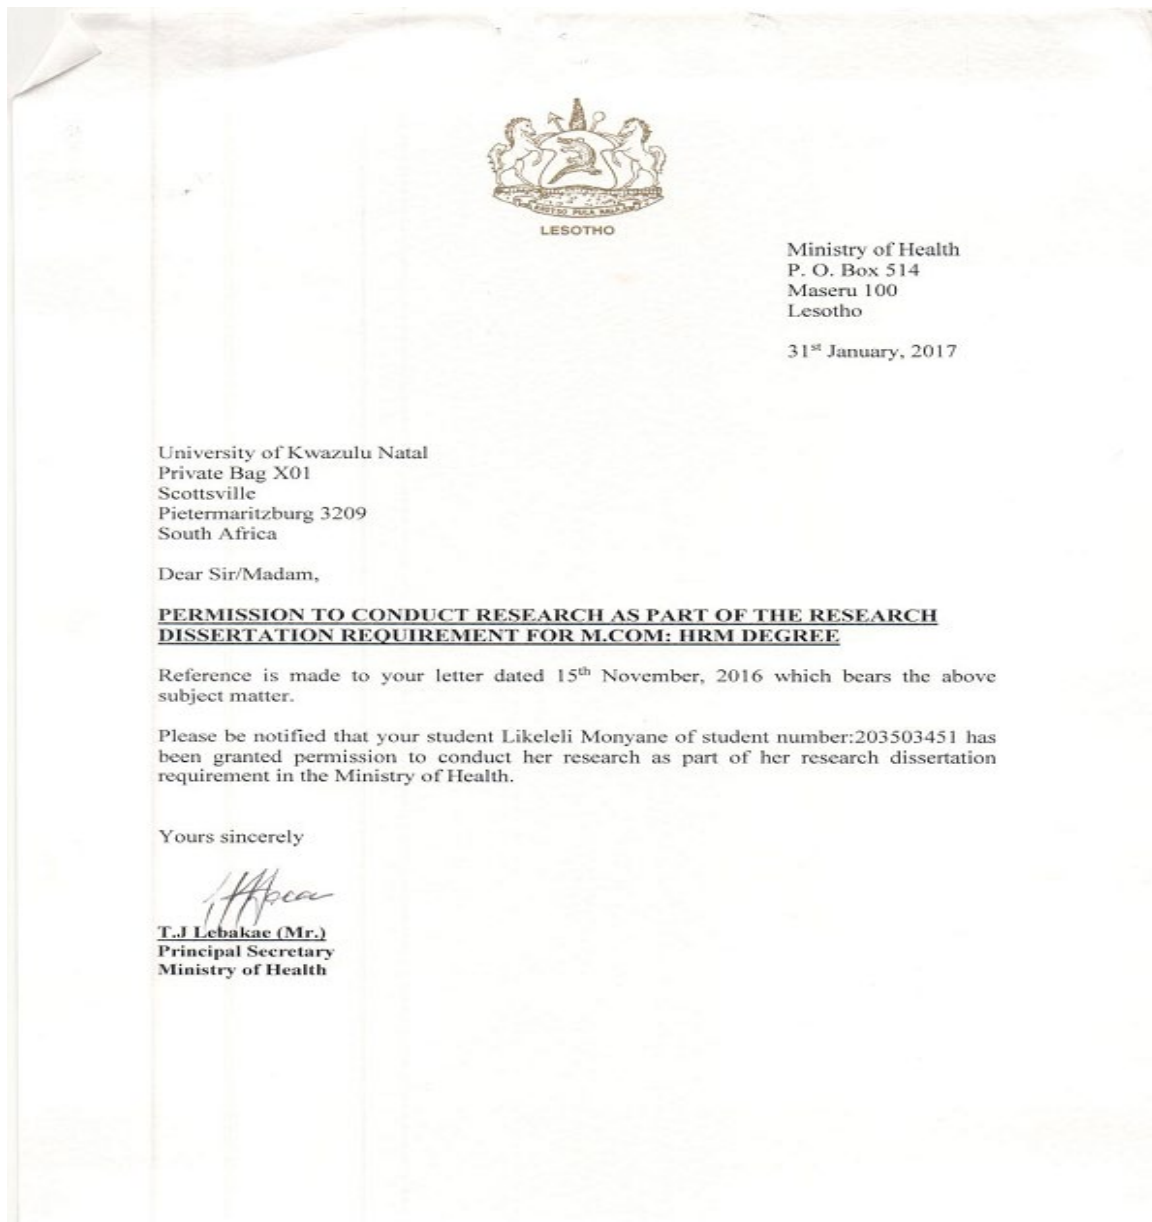 LESOTHO
Ministry of Health
P. O. Box 514
Maseru 100
Lesotho
31st January, 2017
University of Kwazulu Natal
Private Bag X01
Scottsville
Pietermaritzburg 3209
South Africa
Dear Sir/Madam,
PERMISSION TO CONDUCT RESEARCH AS PART OF THE RESEARCH
DISSERTATION REQUIREMENT FOR M.COM: HRM DEGREE
Reference is made to your letter dated 15th November, 2016 which bears the above
subject matter.
Please be notified that your student Likeleli Monyane of student number:203503451 has
been granted permission to conduct her research as part of her research dissertation
requirement in the Ministry of Health.
Yours sincerely
T.J Lebakae (Mr.)
Principal Secretary
Ministry of Health